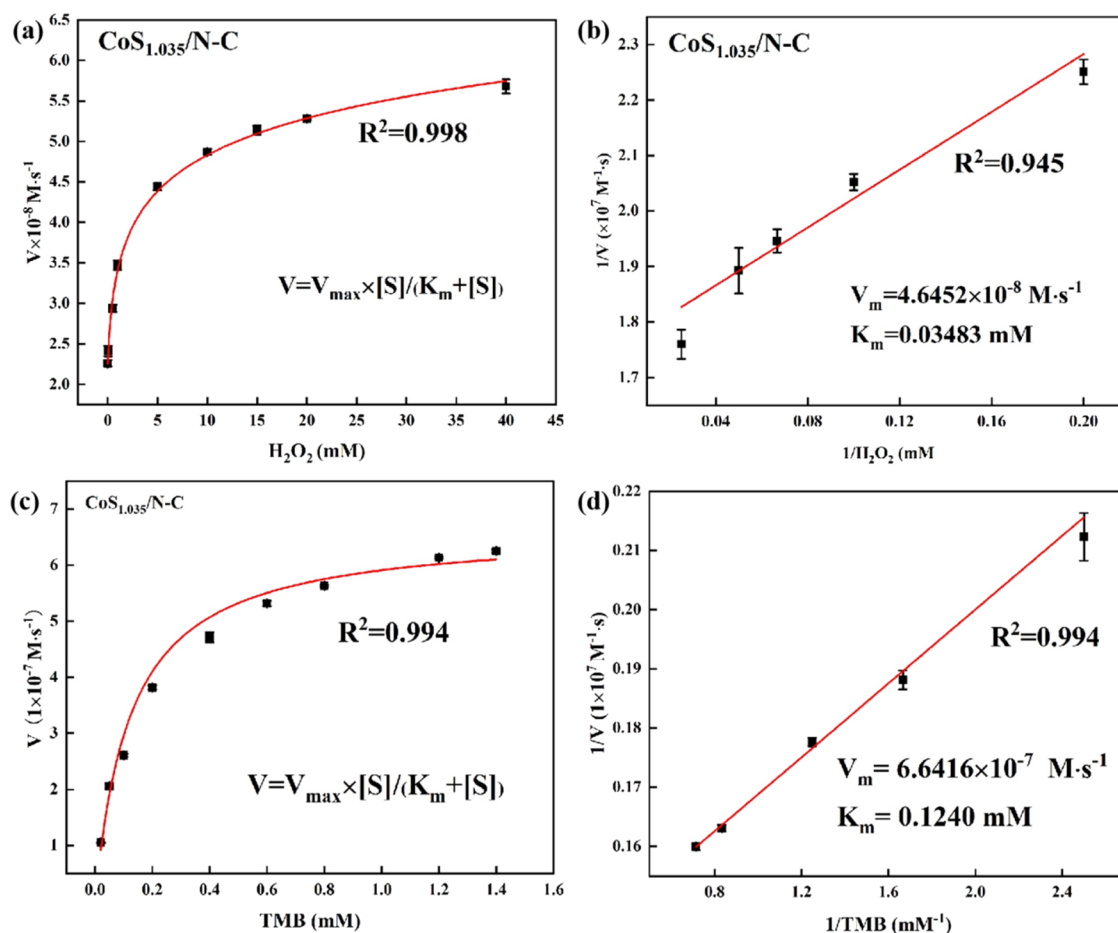 (a)
CoS1.035/N-C
R²=0.998
V=Vmax×[S]/(Km+[S])
V×10⁻⁸ M·s⁻¹
6.5
6.0
5.5
5.0
4.5
4.0
3.5
3.0
2.5
2.0
0 5 10 15 20 25 30 35 40 45
H₂O₂ (mM)
(b)
CoS1.035/N-C
R²=0.945
Vm=4.6452×10⁻⁸ M·s⁻¹
Km=0.03483 mM
1/V (×10⁷ M⁻¹·s)
2.3
2.2
2.1
2.0
1.9
1.8
1.7
0.04 0.08 0.12 0.16 0.20
1/H₂O₂ (mM
(c)
CoS1.035/N-C
R²=0.994
V=Vmax×[S]/(Km+[S])
V (1×10⁻⁷ M·s⁻¹)
7
6
5
4
3
2
1
0.0 0.2 0.4 0.6 0.8 1.0 1.2 1.4 1.6
TMB (mM)
(d)
R²=0.994
Vm= 6.6416×10⁻⁷ M·s⁻¹
Km= 0.1240 mM
1/V (1×10⁷ M⁻¹·s)
0.22
0.21
0.20
0.19
0.18
0.17
0.16
0.8 1.2 1.6 2.0 2.4
1/TMB (mM⁻¹)